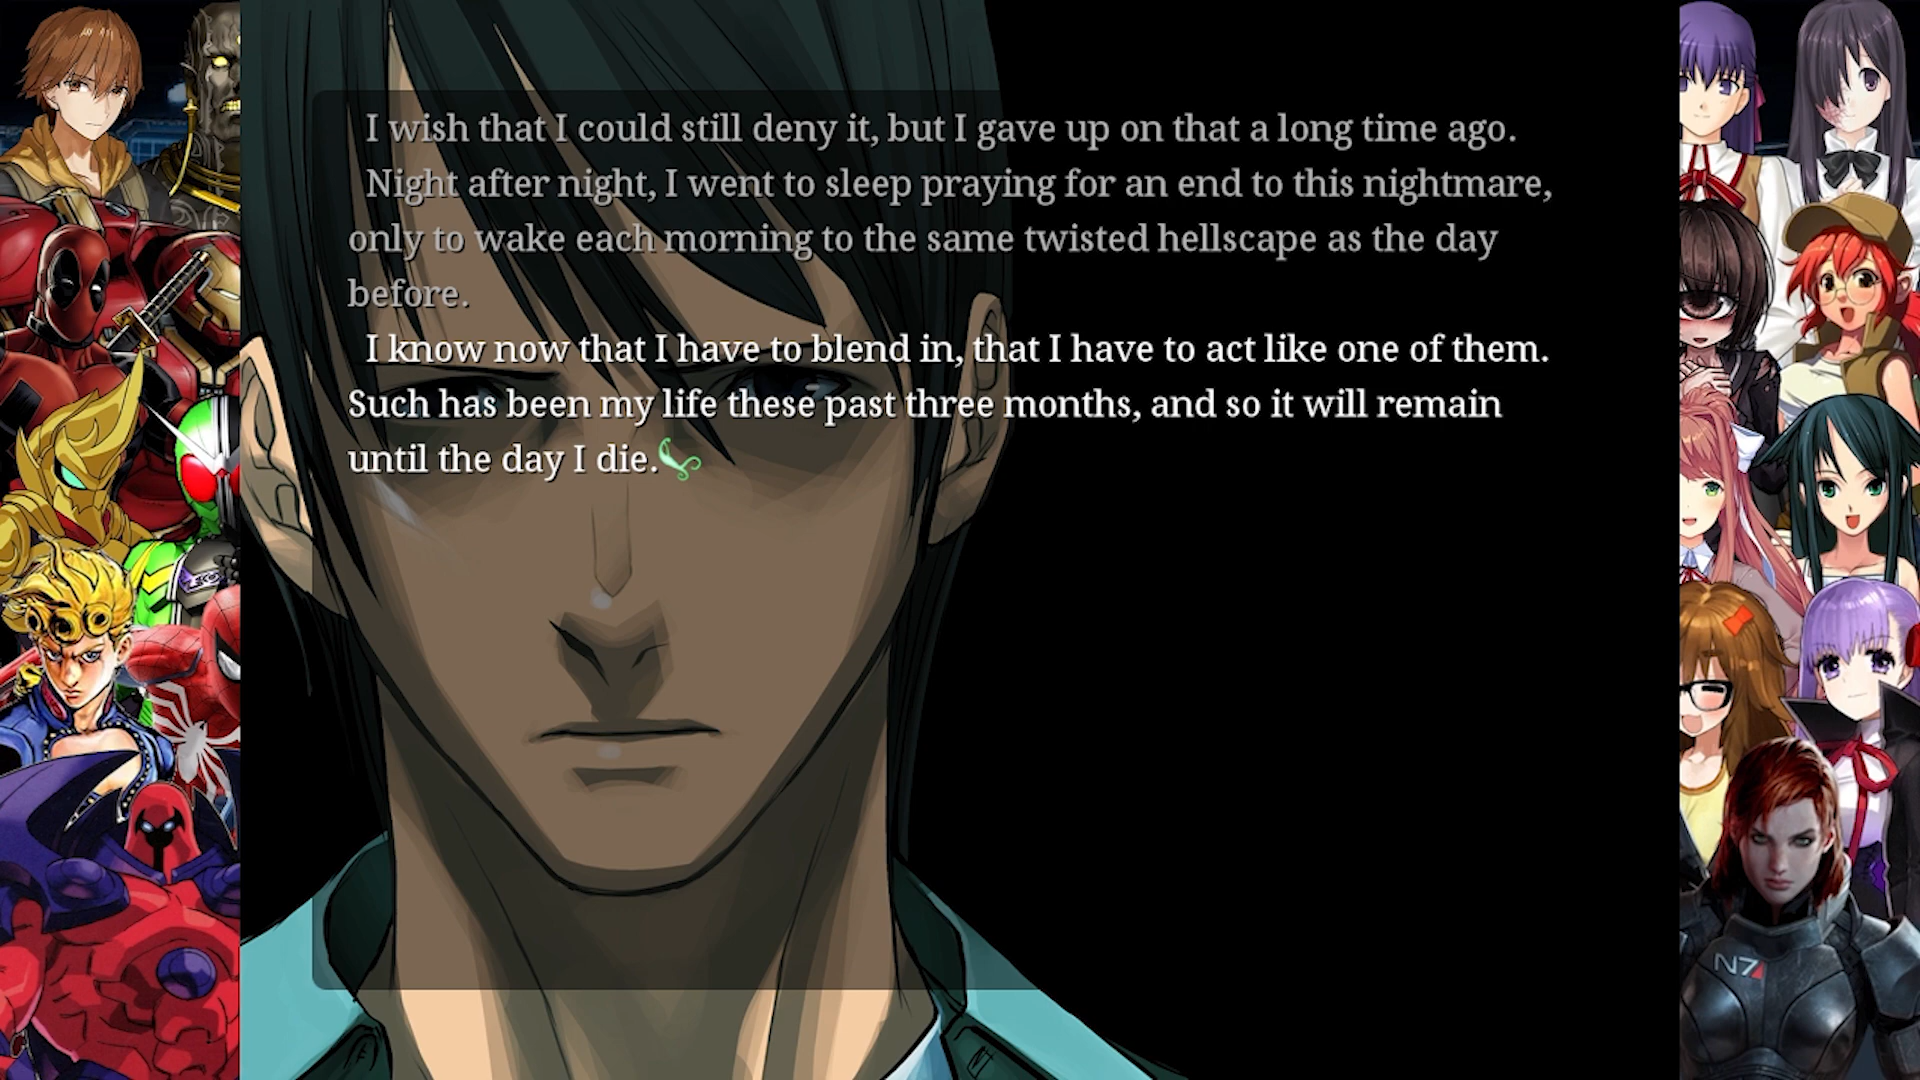 I wish that I could still deny it, but I gave up on that a long time ago.
Night after night, I went to sleep praying for an end to this nightmare,
only to wake each morning to the same twisted hellscape as the day
before.
I know now that I have to blend in, that I have to act like one of them.
Such has been my life these past three months, and so it will remain
until the day I die.
N7